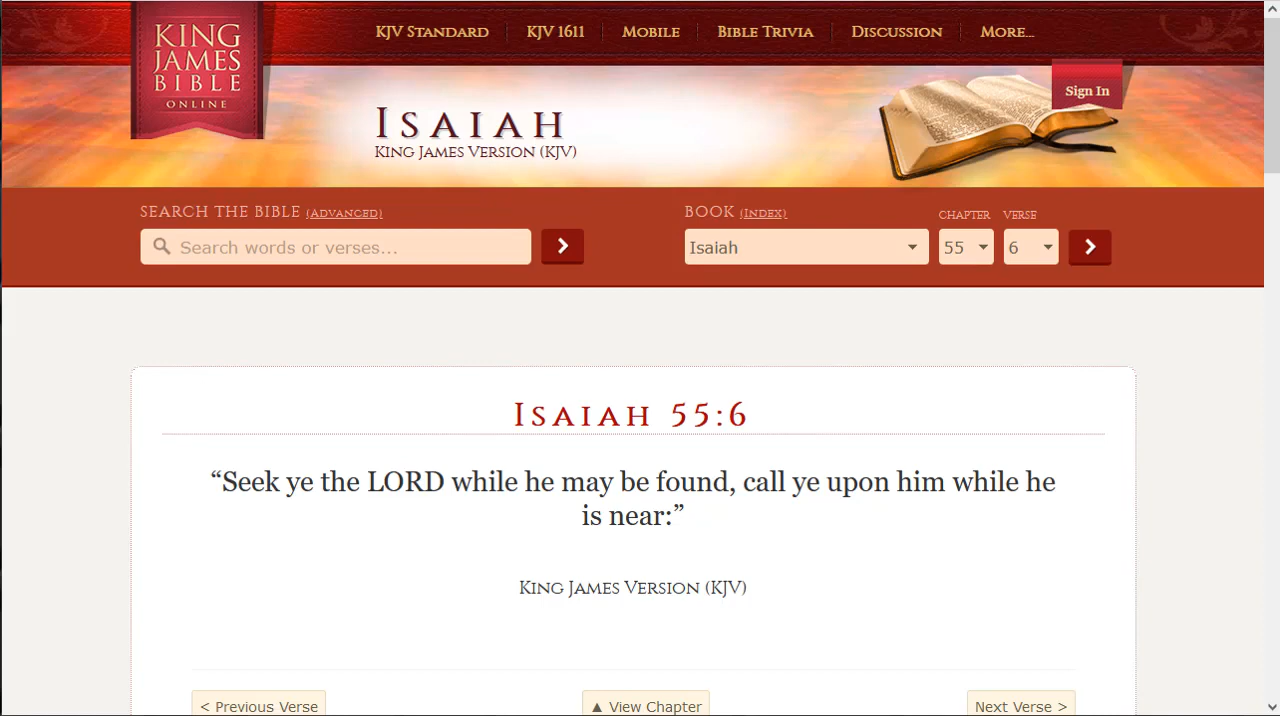 KING
JAMES
BIBLE
ONLINE
KJV Standard
KJV 1611
Mobile
Bible Trivia
Discussion
More...
Sign In
Isaiah
King James Version (KJV)
SEARCH THE BIBLE (Advanced)
Search words or verses...
BOOK (Index)
CHAPTER
VERSE
Isaiah
55
6
Isaiah 55:6
“Seek ye the LORD while he may be found, call ye upon him while he
is near:”
King James Version (KJV)
< Previous Verse
▲ View Chapter
Next Verse >